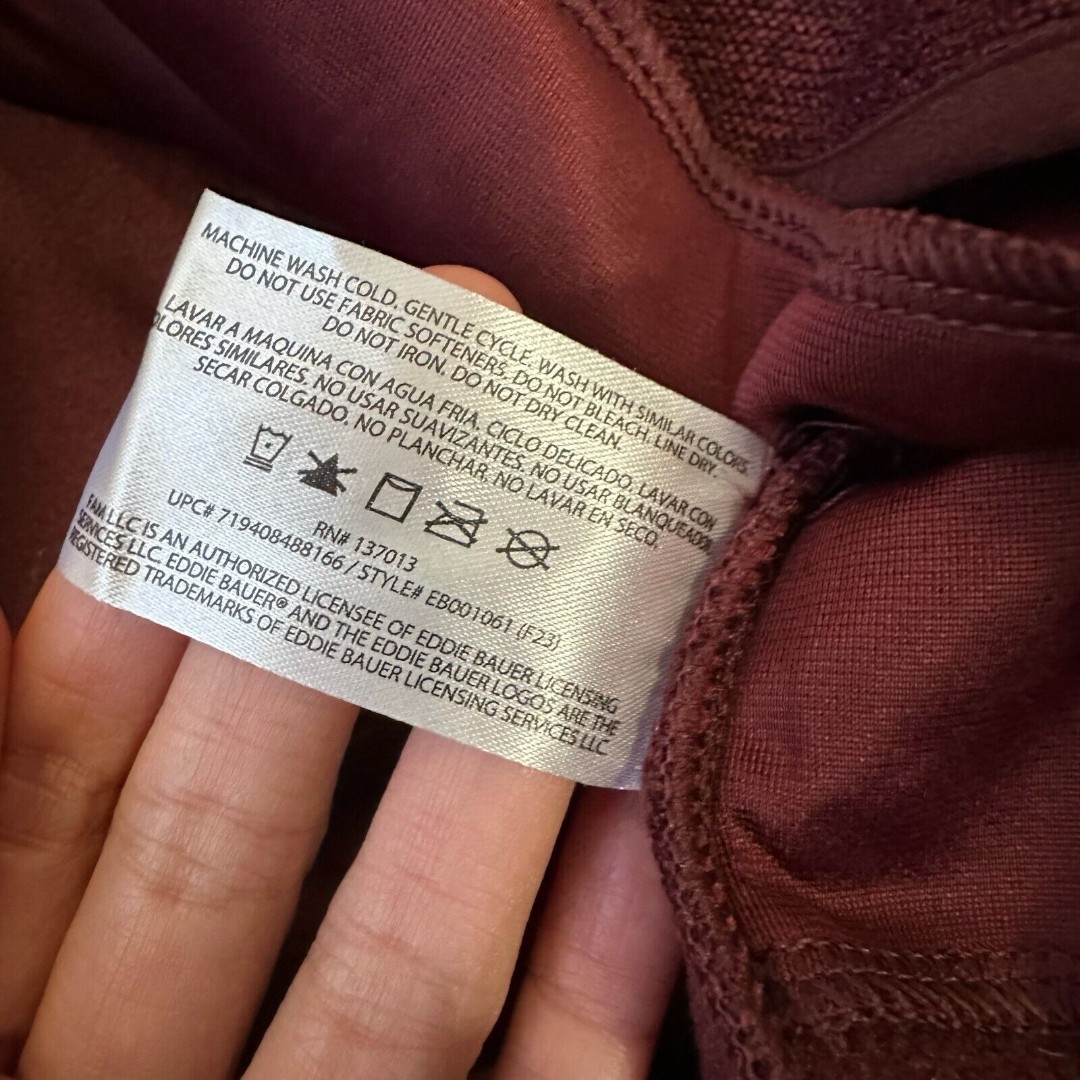 MACHINE WASH COLD. GENTLE CYCLE. WASH WITH SIMILAR COLORS.
DO NOT USE FABRIC SOFTENERS. DO NOT BLEACH. LINE DRY.
DO NOT IRON. DO NOT DRY CLEAN.
LAVAR A MAQUINA CON AGUA FRIA. CICLO DELICADO. LAVAR CON
SIMILARES. NO USAR SUAVIZANTES. NO USAR BLANQUEADOR.
SECAR COLGADO. NO PLANCHAR. NO LAVAR EN SECO.
RN# 137013
UPC# 719408488166 / STYLE# EB001061 (F23)
FAM, LLC IS AN AUTHORIZED LICENSEE OF EDDIE BAUER LICENSING
SERVICES LLC. EDDIE BAUER® AND THE EDDIE BAUER LOGOS ARE THE
REGISTERED TRADEMARKS OF EDDIE BAUER LICENSING SERVICES LLC